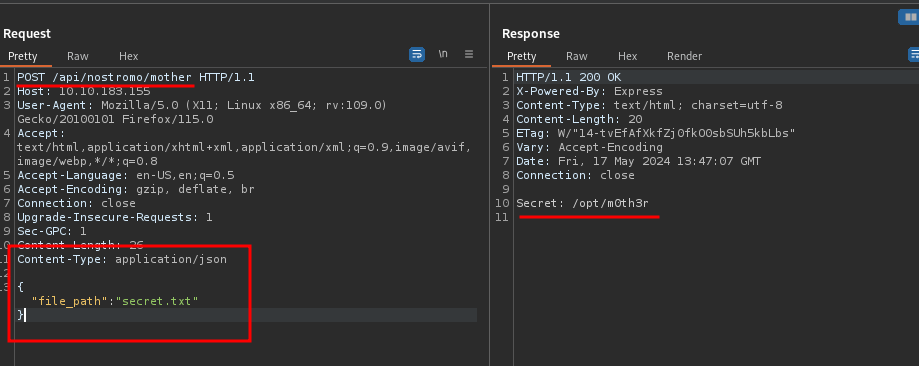 Request
Pretty Raw Hex \n
1 POST /api/nostromo/mother HTTP/1.1
2 Host: 10.10.183.155
3 User-Agent: Mozilla/5.0 (X11; Linux x86_64; rv:109.0)
Gecko/20100101 Firefox/115.0
4 Accept:
text/html,application/xhtml+xml,application/xml;q=0.9,image/avif,
image/webp,*/*;q=0.8
5 Accept-Language: en-US,en;q=0.5
6 Accept-Encoding: gzip, deflate, br
7 Connection: close
8 Upgrade-Insecure-Requests: 1
9 Sec-GPC: 1
10 Content-Length: 26
11 Content-Type: application/json
12
13 {
"file_path":"secret.txt"
}
Response
Pretty Raw Hex Render
1 HTTP/1.1 200 OK
2 X-Powered-By: Express
3 Content-Type: text/html; charset=utf-8
4 Content-Length: 20
5 ETag: W/"14-tvEfAfXkfZjOfkOOsbSUh5kbLbs"
6 Vary: Accept-Encoding
7 Date: Fri, 17 May 2024 13:47:07 GMT
8 Connection: close
9
10 Secret: /opt/m0th3r
11